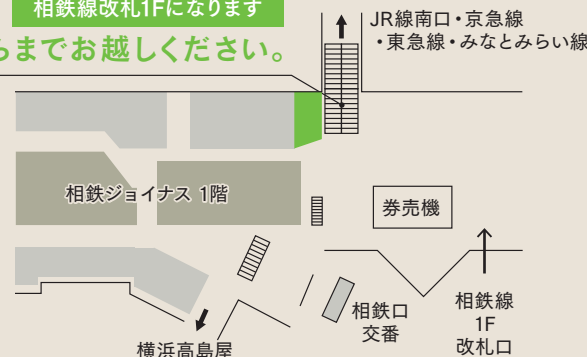 相鉄線改札1Fになります
らまでお越しください。
JR線南口・京急線
・東急線・みなとみらい線
相鉄ジョイナス 1階
券売機
相鉄口
交番
相鉄線
1F
改札口
横浜高島屋